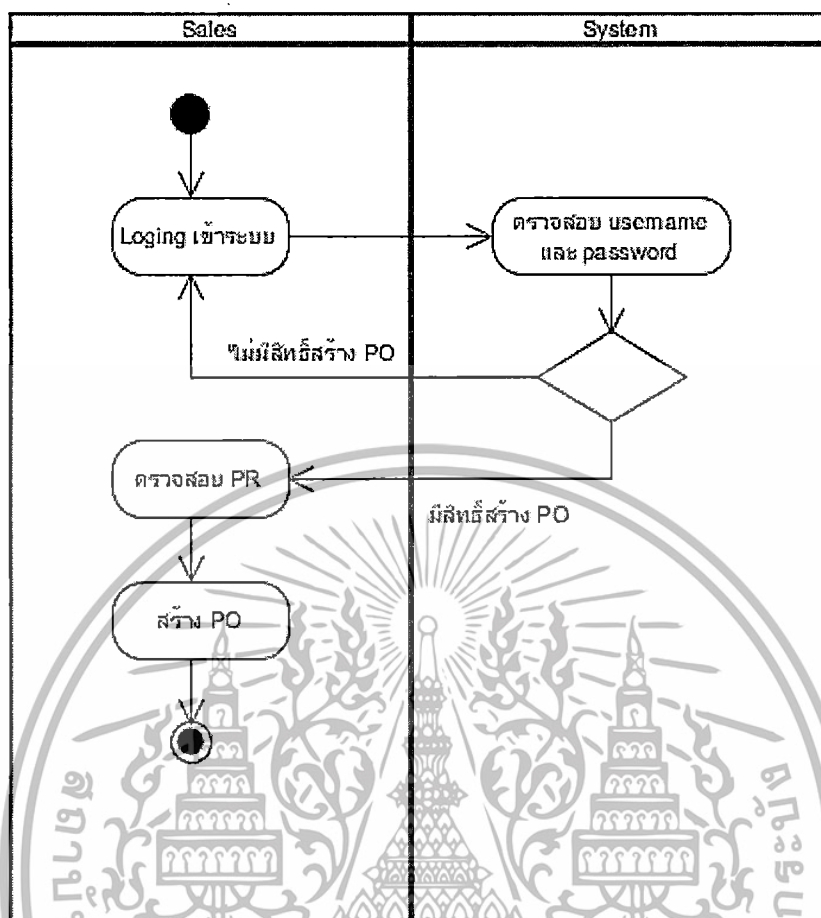 Sales
System
Loging เข้าระบบ
ตรวจสอบ username
และ password
ไม่มีสิทธิ์สร้าง PO
ตรวจสอบ PR
มีสิทธิ์สร้าง PO
สร้าง PO